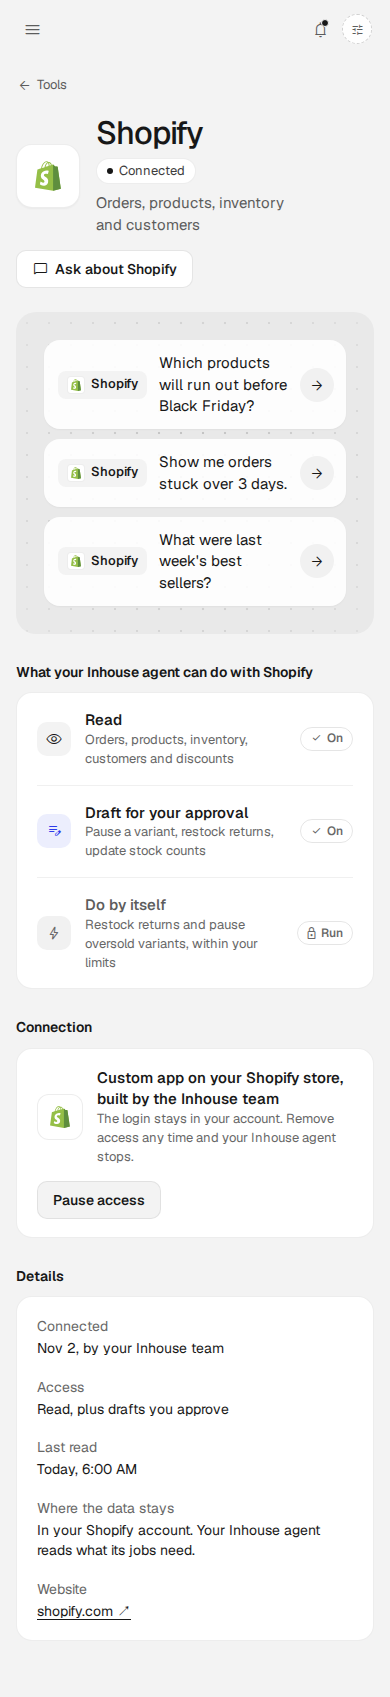 Tools
Shopify
Connected
Orders, products, inventory
and customers
Ask about Shopify
Shopify
Which products
will run out before
Black Friday?
Shopify
Show me orders
stuck over 3 days.
Shopify
What were last
week's best
sellers?
What your Inhouse agent can do with Shopify
Read
Orders, products, inventory,
customers and discounts
On
Draft for your approval
Pause a variant, restock returns,
update stock counts
On
Do by itself
Restock returns and pause
oversold variants, within your
limits
Run
Connection
Custom app on your Shopify store,
built by the Inhouse team
The login stays in your account. Remove
access any time and your Inhouse agent
stops.
Pause access
Details
Connected
Nov 2, by your Inhouse team
Access
Read, plus drafts you approve
Last read
Today, 6:00 AM
Where the data stays
In your Shopify account. Your Inhouse agent
reads what its jobs need.
Website
shopify.com ↗